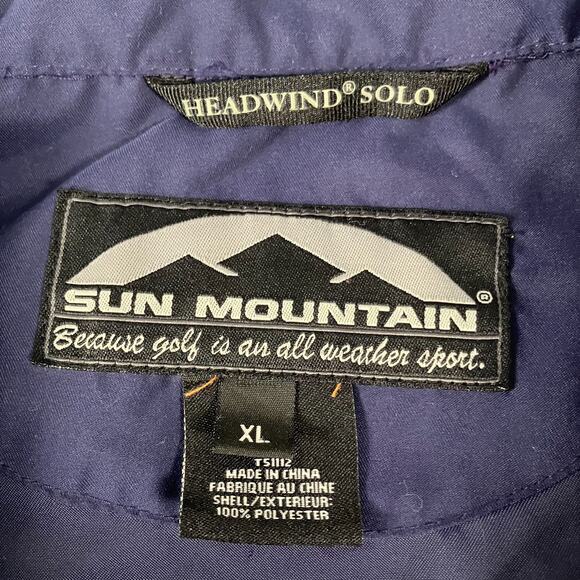 HEADWIND® SOLO
SUN MOUNTAIN®
Because golf is an all weather sport.
XL
TS1112
MADE IN CHINA
FABRIQUE AU CHINE
SHELL/EXTERIEUR:
100% POLYESTER